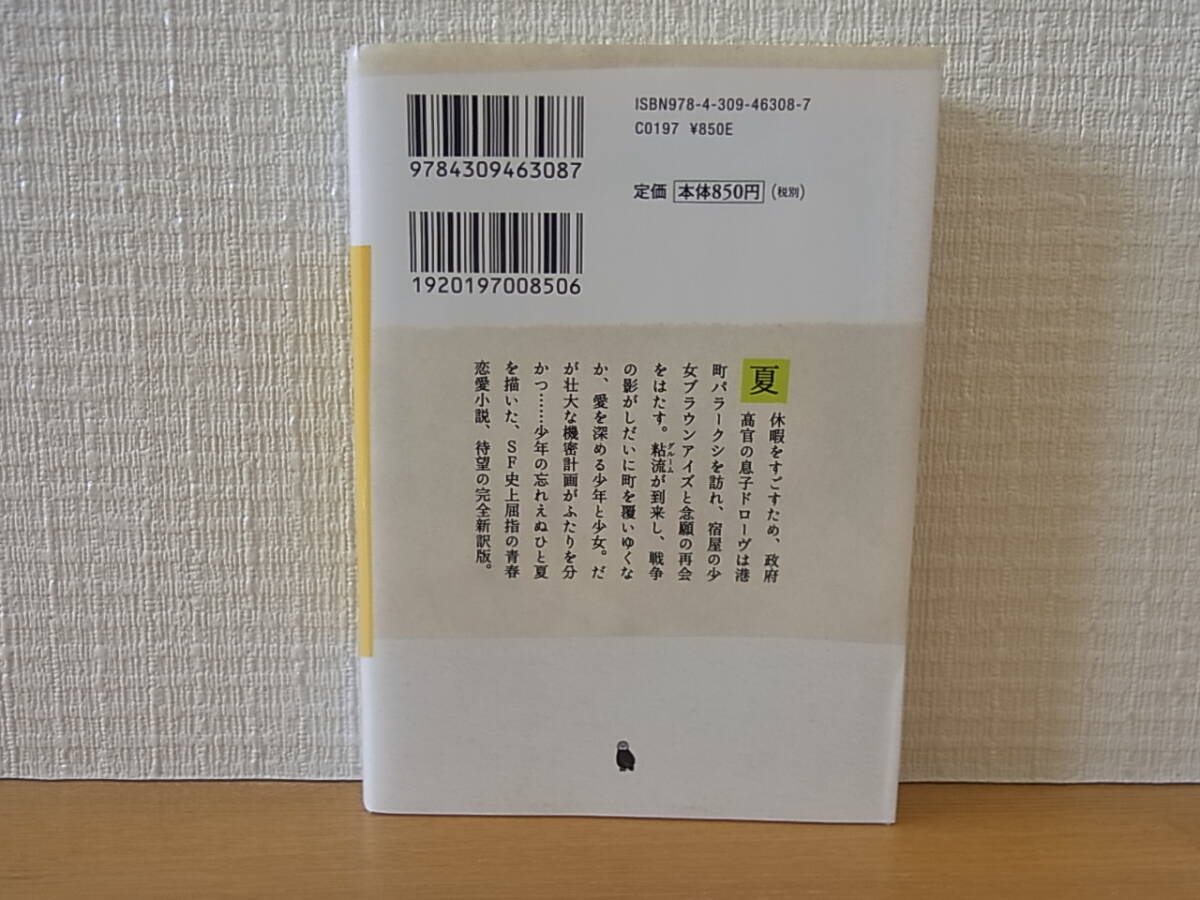 ISBN978-4-309-46308-7
C0197 ¥850E
9784309463087
定価 本体850円 (税別)
1920197008506
夏休暇をすごすため、政府
高官の息子ドローヴは港
町パラークシを訪れ、宿屋の少
女ブラウンアイズと念願の再会
をはたす。粘流グルームが到来し、戦争
の影がしだいに町を覆いゆくな
か、愛を深める少年と少女。だ
が壮大な機密計画がふたりを分
かつ……少年の忘れえぬひと夏
を描いた、SF史上屈指の青春
恋愛小説、待望の完全新訳版。